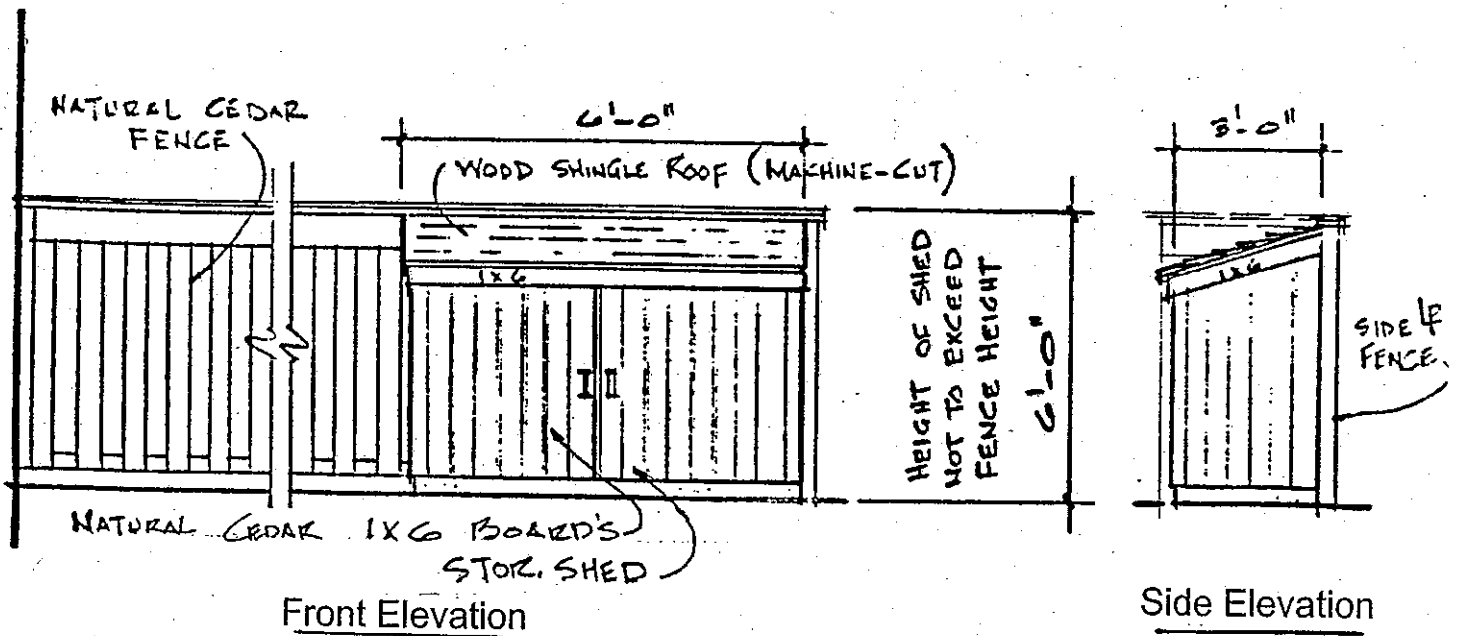 NATURAL CEDAR
FENCE
6'-0"
WOOD SHINGLE ROOF (MACHINE-CUT)
1x6
NATURAL CEDAR 1X6 BOARD'S
STOR. SHED
Front Elevation
HEIGHT OF SHED
NOT TO EXCEED
FENCE HEIGHT
6'-0"
3'-0"
1x6
SIDE
FENCE.
Side Elevation